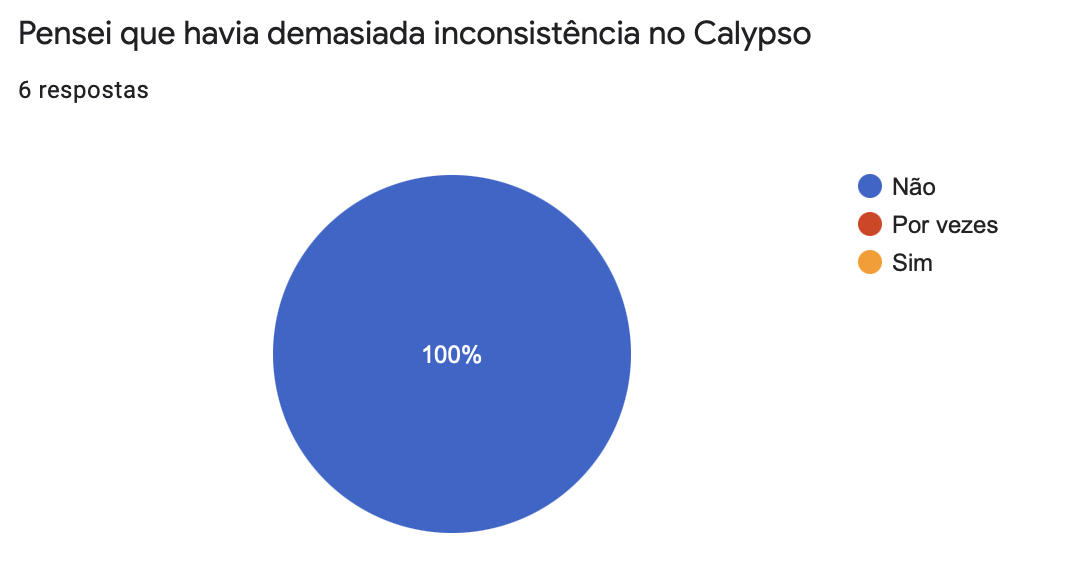 Pensei que havia demasiada inconsistência no Calypso
6 respostas
Não
Por vezes
Sim
100%